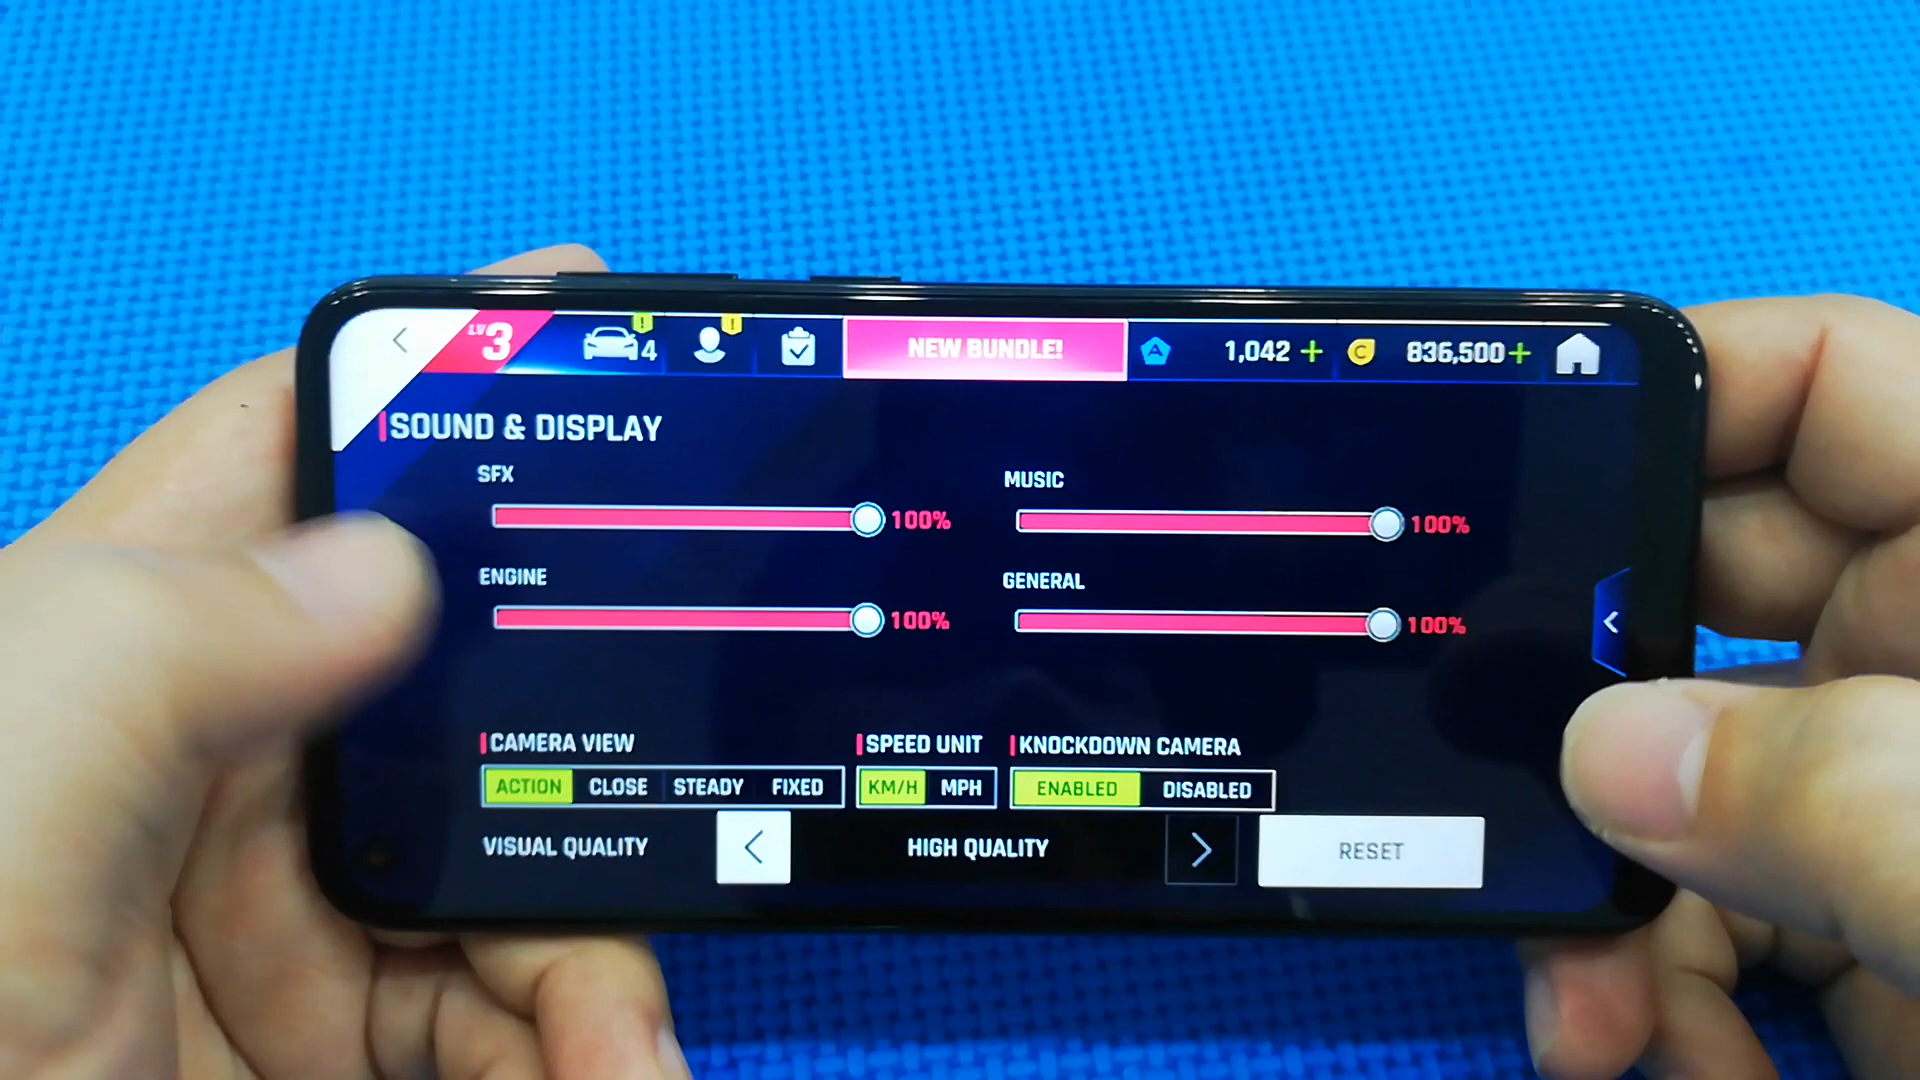 LV 3 4 NEW BUNDLE! A 1,042 + C 836,500+
SOUND & DISPLAY
SFX MUSIC
100% 100%
ENGINE GENERAL
100% 100%
CAMERA VIEW SPEED UNIT KNOCKDOWN CAMERA
ACTION CLOSE STEADY FIXED KM/H MPH ENABLED DISABLED
VISUAL QUALITY HIGH QUALITY RESET